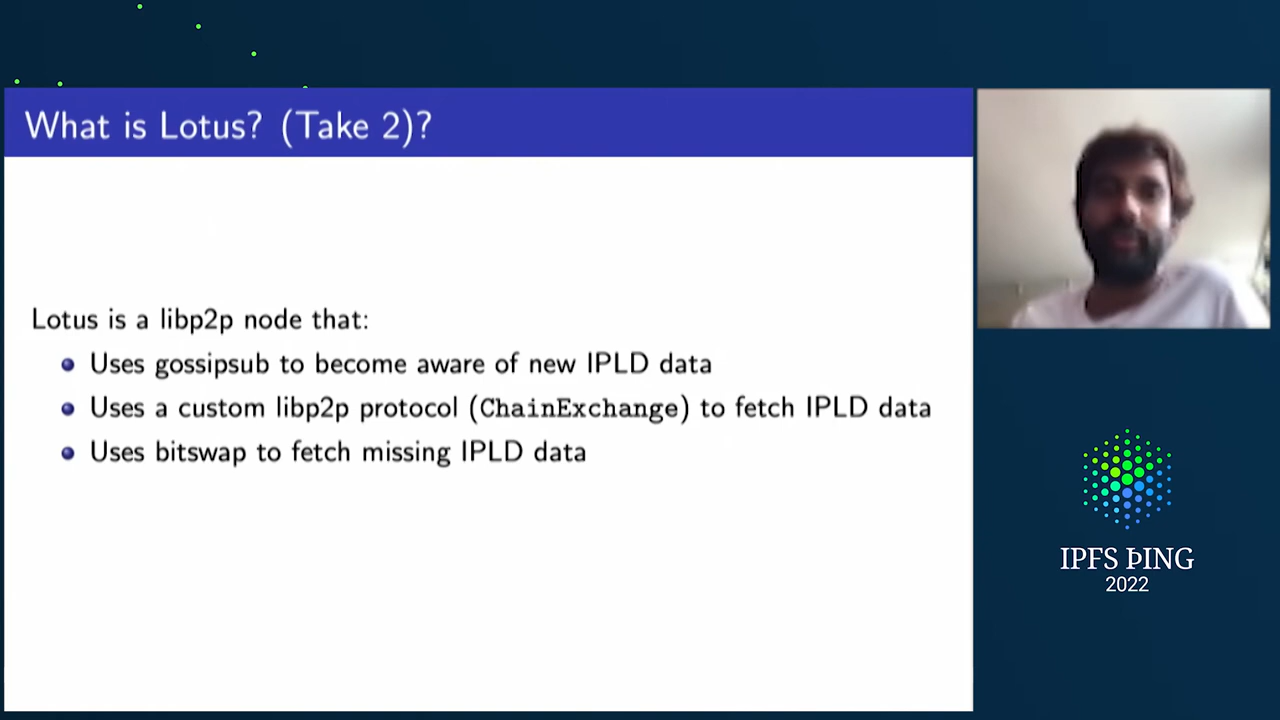 What is Lotus? (Take 2)?
Lotus is a libp2p node that:
Uses gossipsub to become aware of new IPLD data
Uses a custom libp2p protocol (ChainExchange) to fetch IPLD data
Uses bitswap to fetch missing IPLD data
IPFS ÞING
2022